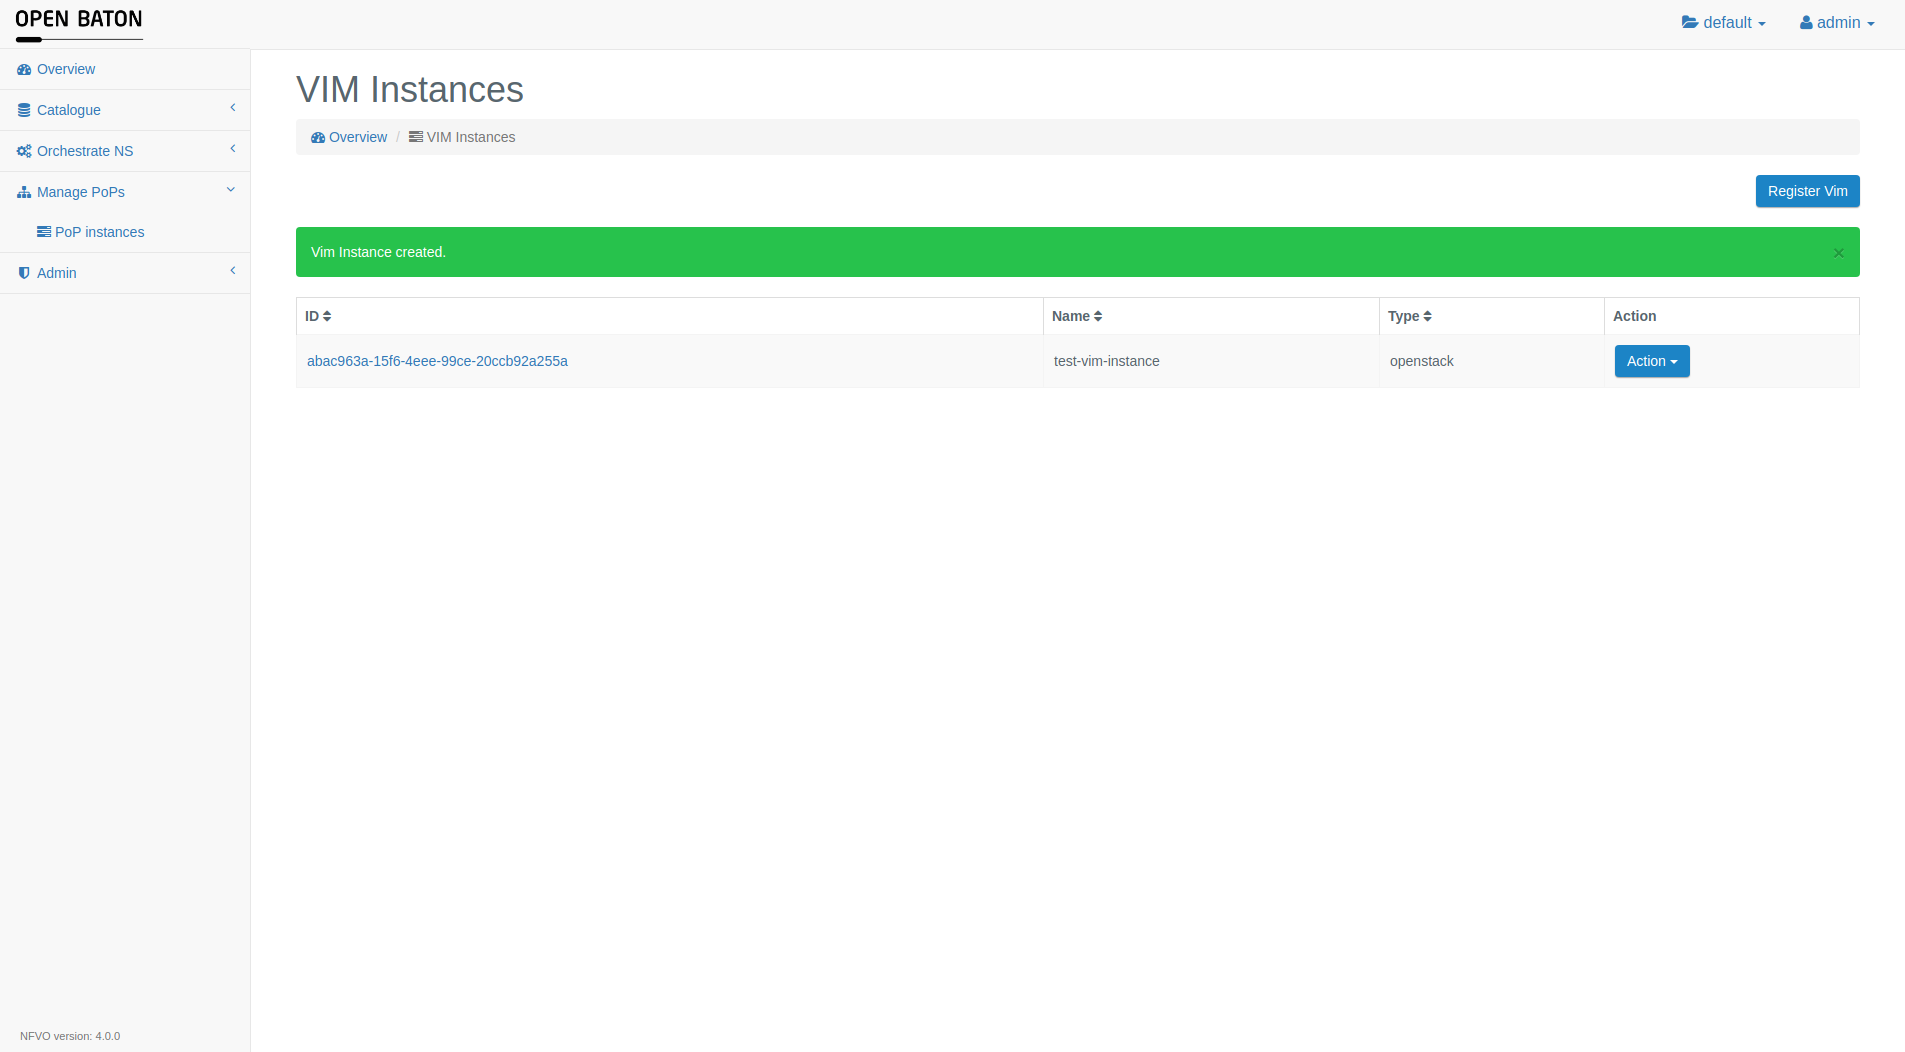 OPEN BATON
default
admin
Overview
Catalogue
Orchestrate NS
Manage PoPs
PoP instances
Admin
VIM Instances
Overview / VIM Instances
Register Vim
Vim Instance created. ×
ID Name Type Action
abac963a-15f6-4eee-99ce-20ccb92a255a test-vim-instance openstack Action
NFVO version: 4.0.0